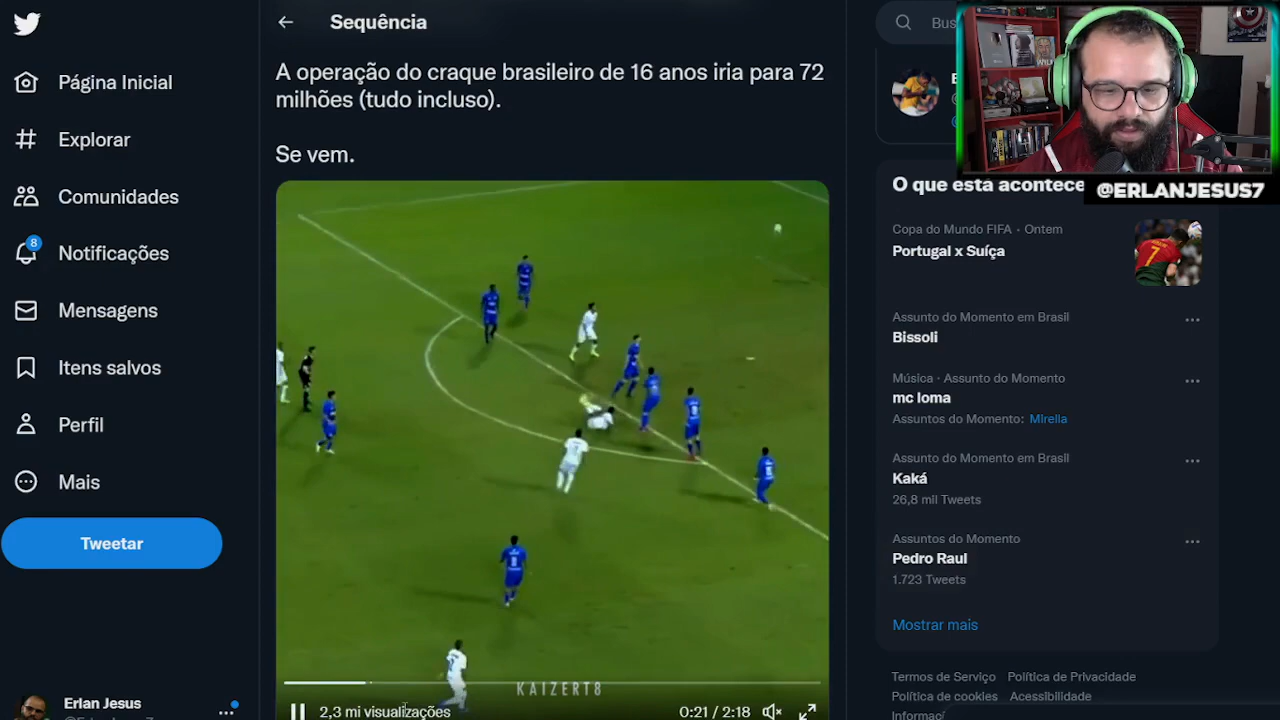 Página Inicial
Explorar
Comunidades
8
Notificações
Mensagens
Itens salvos
Perfil
Mais
Tweetar
Erlan Jesus
Sequência
A operação do craque brasileiro de 16 anos iria para 72
milhões (tudo incluso).
Se vem.
KAIZERT8
2,3 mi visualizações
0:21 / 2:18
Bus
@ERLANJESUS7
O que está acontece
Copa do Mundo FIFA · Ontem
Portugal x Suíça
Assunto do Momento em Brasil
Bissoli
Música · Assunto do Momento
mc loma
Assuntos do Momento: Mirella
Assunto do Momento em Brasil
Kaká
26,8 mil Tweets
Assuntos do Momento
Pedro Raul
1.723 Tweets
Mostrar mais
Termos de Serviço Política de Privacidade
Política de cookies Acessibilidade